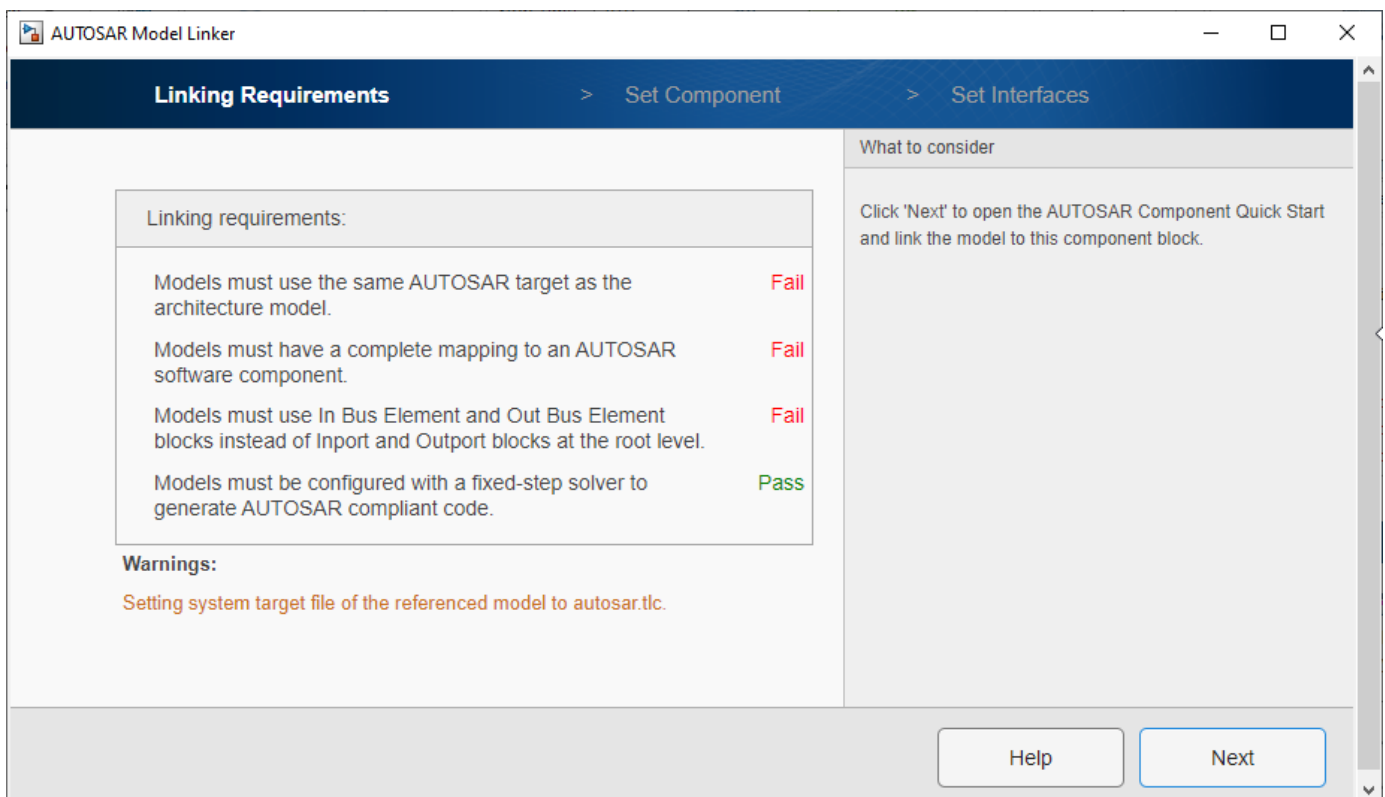 AUTOSAR Model Linker
Linking Requirements > Set Component > Set Interfaces
What to consider
Click 'Next' to open the AUTOSAR Component Quick Start
and link the model to this component block.
Linking requirements:
Models must use the same AUTOSAR target as the Fail
architecture model.
Models must have a complete mapping to an AUTOSAR Fail
software component.
Models must use In Bus Element and Out Bus Element Fail
blocks instead of Inport and Outport blocks at the root level.
Models must be configured with a fixed-step solver to Pass
generate AUTOSAR compliant code.
Warnings:
Setting system target file of the referenced model to autosar.tlc.
Help Next